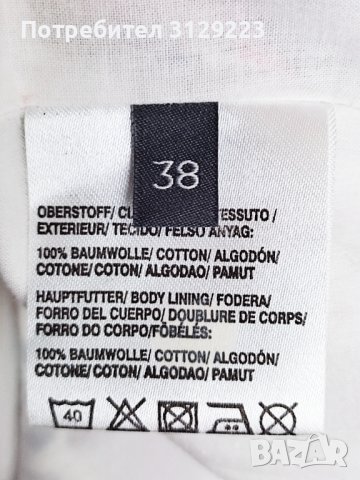 Потребител 3129223
38
OBERSTOFF/ TESSUTO /
EXTERIEUR/ TECIDO/ FELSÖ ANYAG:
100% BAUMWOLLE/ COTTON/ ALGODÓN/
COTONE/ COTON/ ALGODAO/ PAMUT
HAUPTFUTTER/ BODY LINING/ FODERA/
FORRO DEL CUERPO/ DOUBLURE DE CORPS/
FORRO DO CORPO/FÖBÉLÉS:
100% BAUMWOLLE/ COTTON/ ALGODÓN/
COTONE/ COTON/ ALGODAO/ PAMUT
40
BAZAR